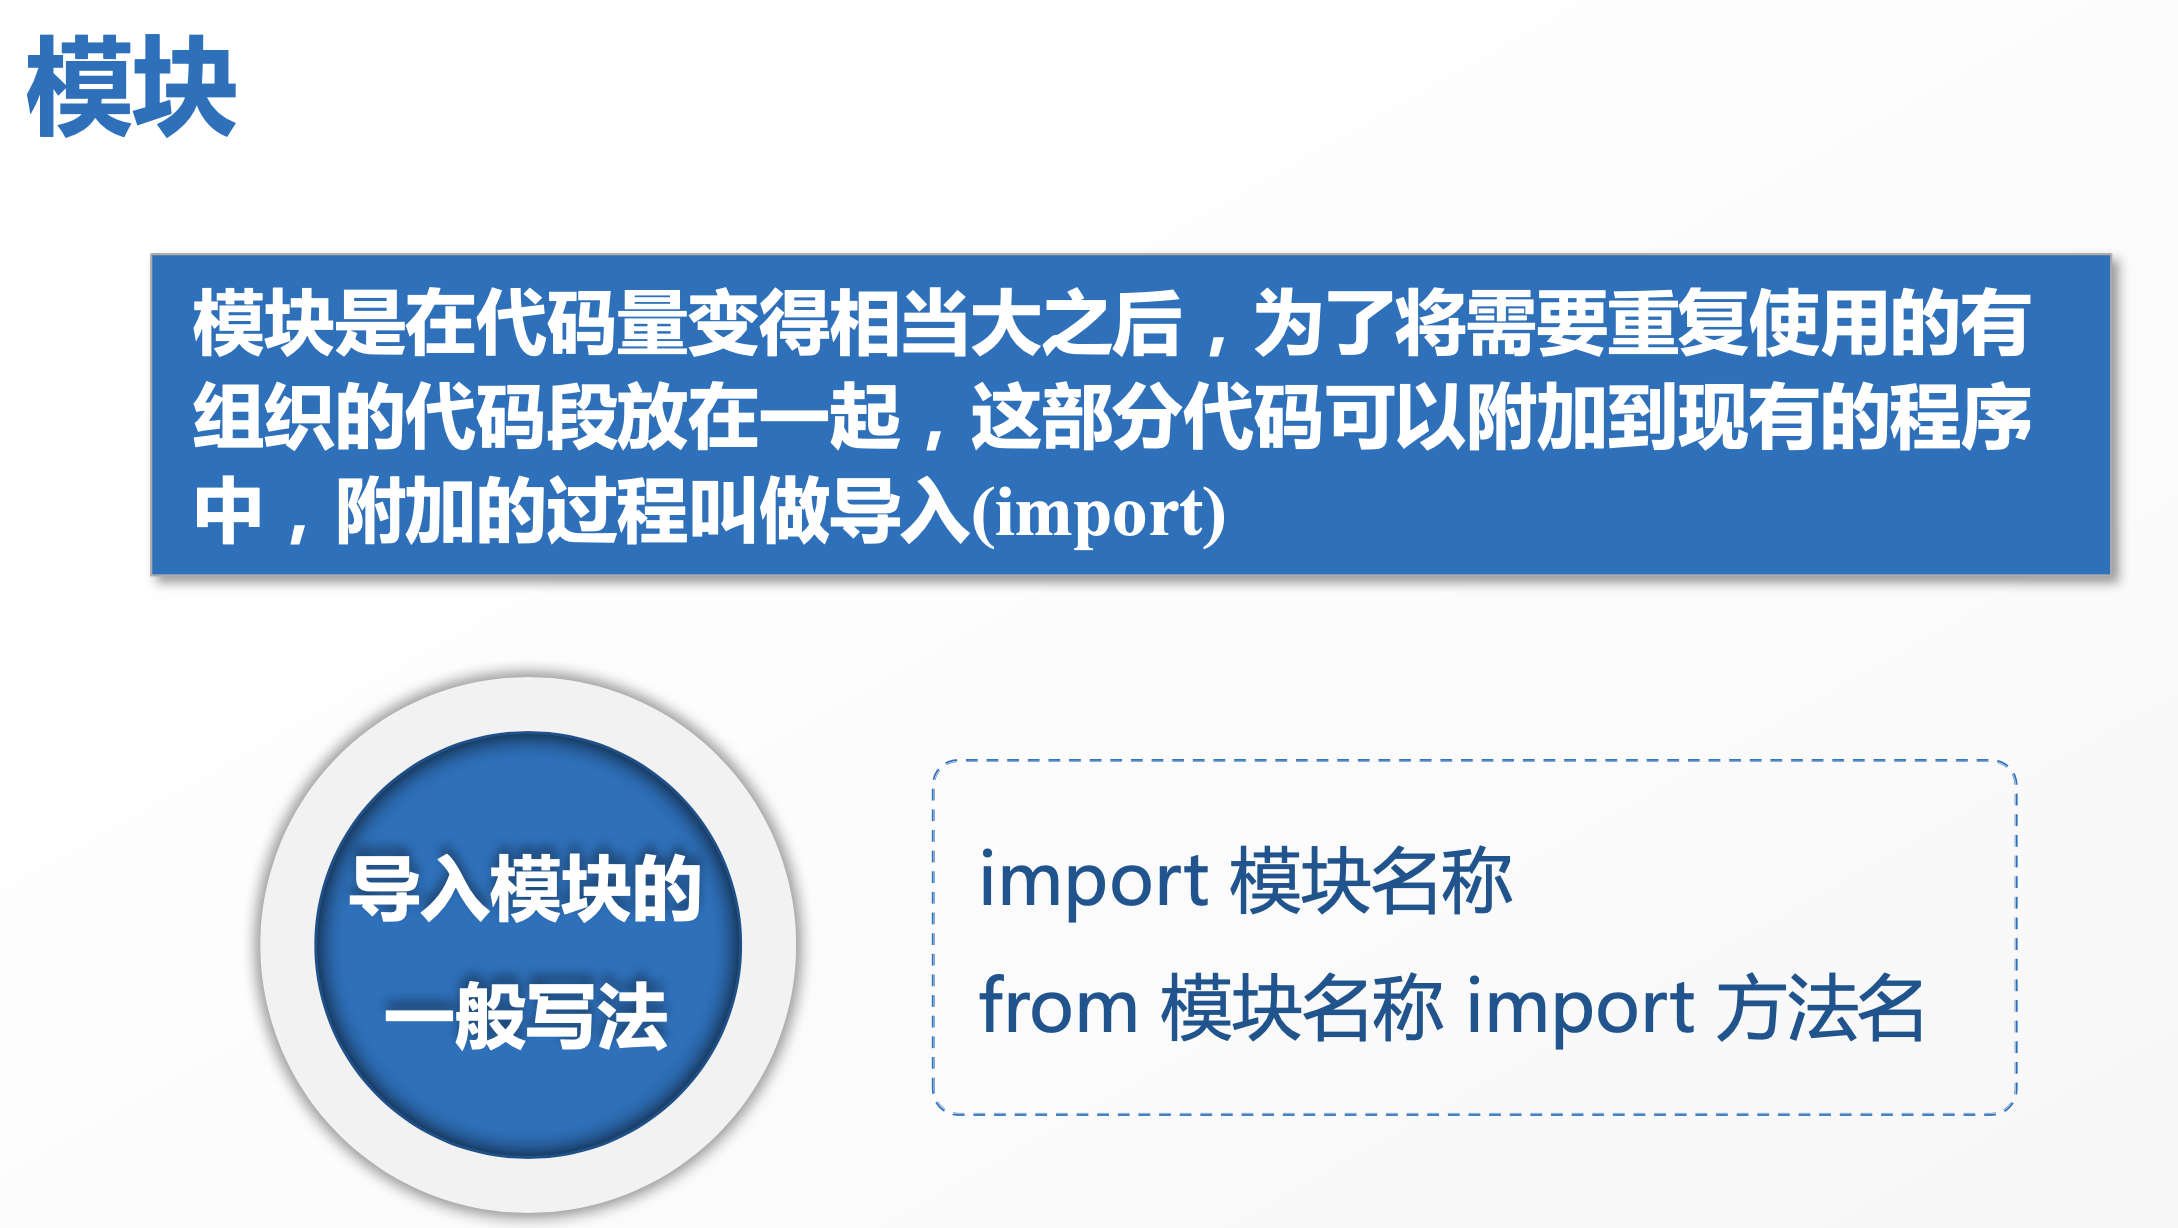 模块
模块是在代码量变得相当大之后，为了将需要重复使用的有
组织的代码段放在一起，这部分代码可以附加到现有的程序
中，附加的过程叫做导入(import)
导入模块的
一般写法
import 模块名称
from 模块名称 import 方法名